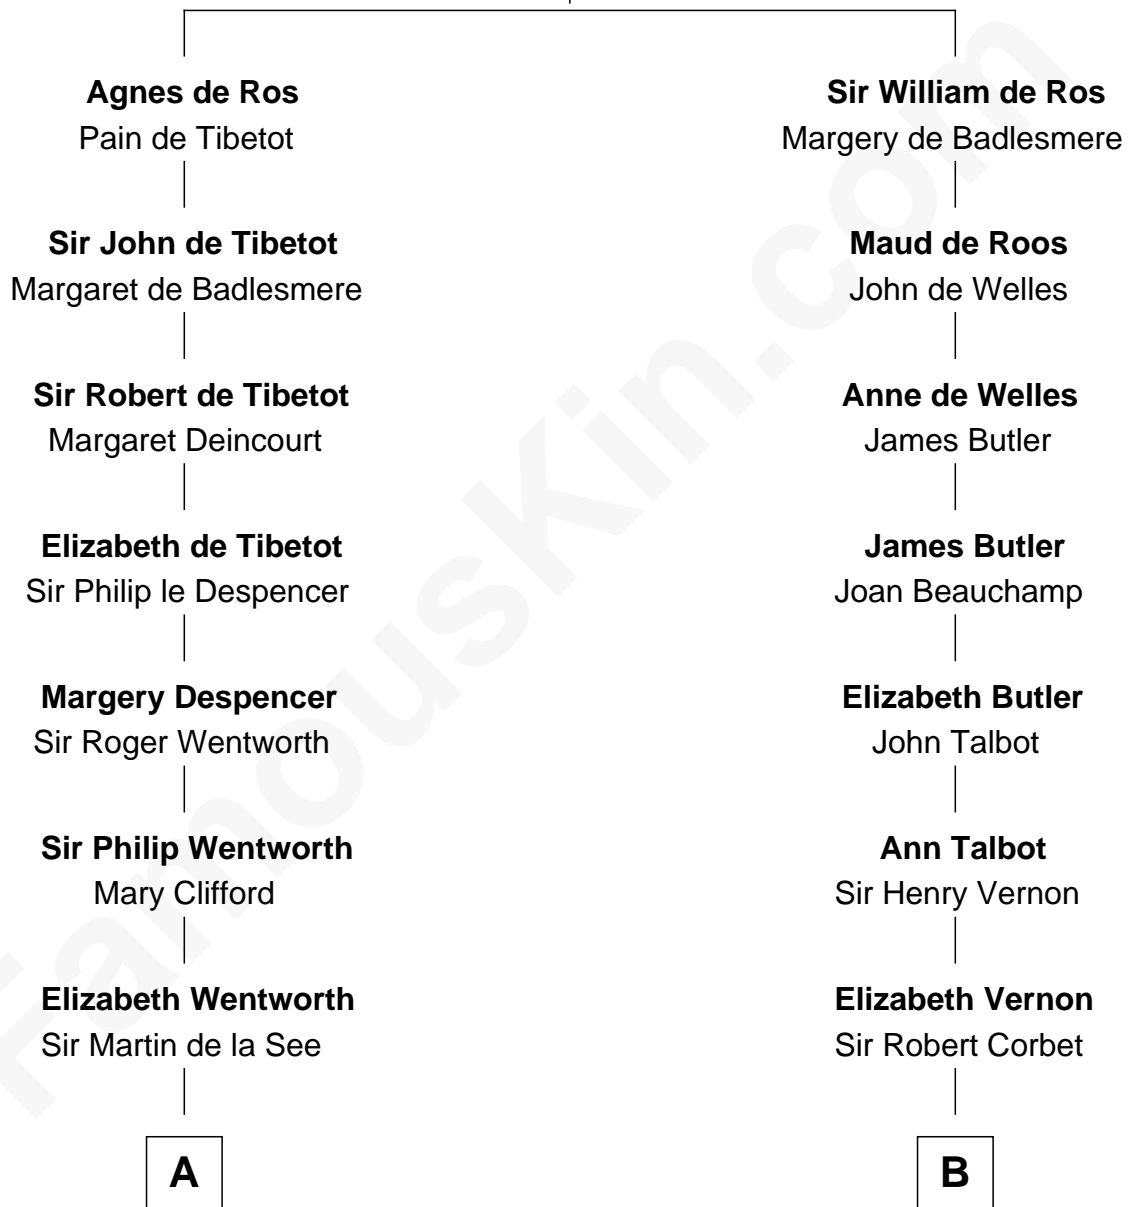 Agnes de Ros
Pain de Tibetot
Sir John de Tibetot
Margaret de Badlesmere
Sir Robert de Tibetot
Margaret Deincourt
Elizabeth de Tibetot
Sir Philip le Despencer
Margery Despencer
Sir Roger Wentworth
Sir Philip Wentworth
Mary Clifford
Elizabeth Wentworth
Sir Martin de la See
A
Sir William de Ros
Margery de Badlesmere
Maud de Roos
John de Welles
Anne de Welles
James Butler
James Butler
Joan Beauchamp
Elizabeth Butler
John Talbot
Ann Talbot
Sir Henry Vernon
Elizabeth Vernon
Sir Robert Corbet
B
FamousKin.com